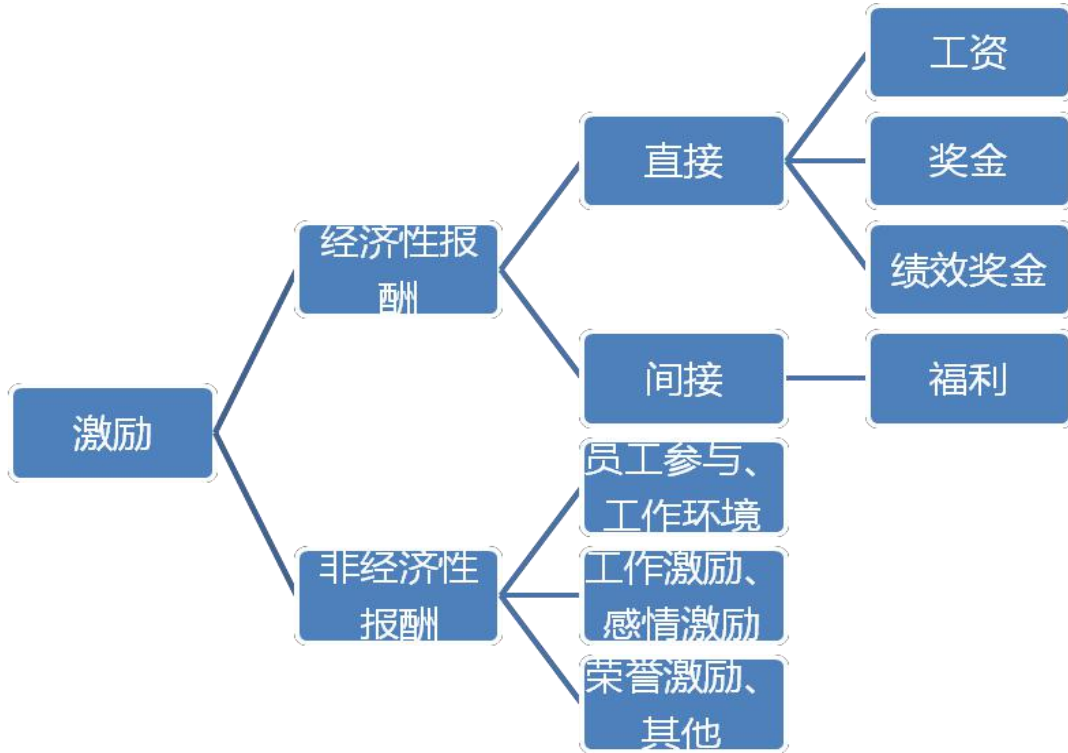 工资
直接
奖金
经济性报
酬
绩效奖金
间接
福利
激励
员工参与、
工作环境
非经济性
报酬
工作激励、
感情激励
荣誉激励、
其他